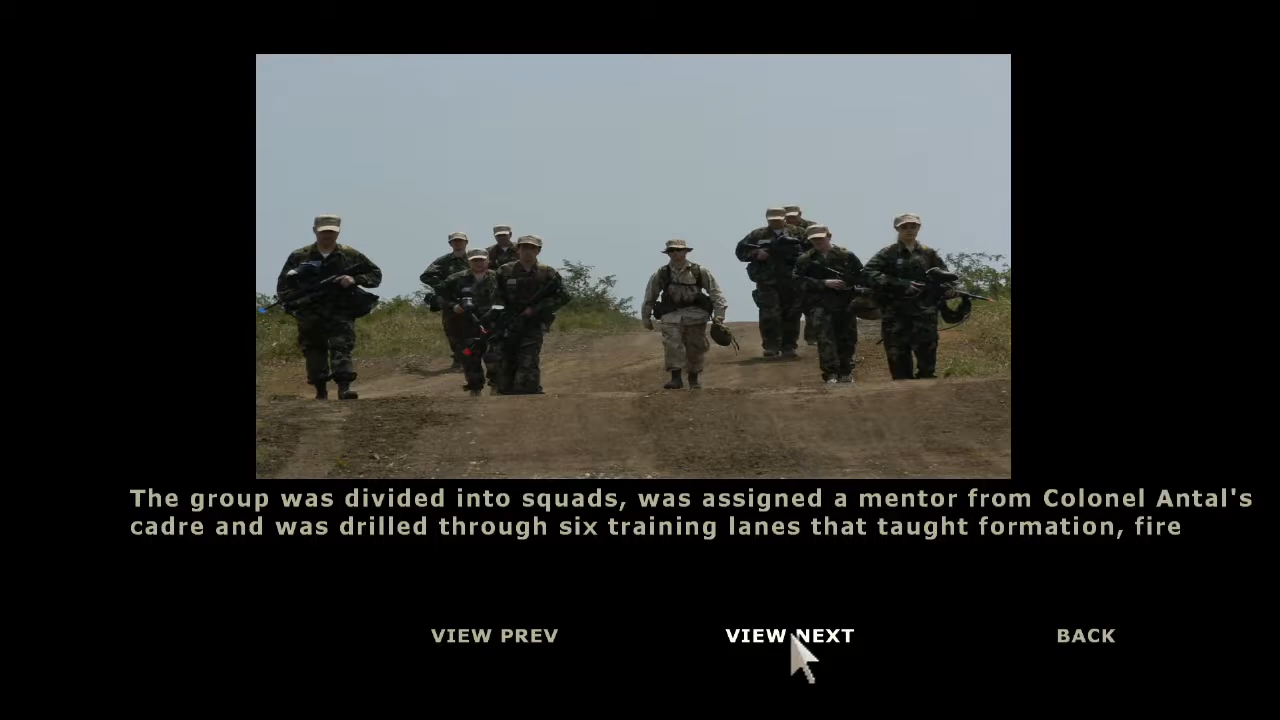 The group was divided into squads, was assigned a mentor from Colonel Antal's
cadre and was drilled through six training lanes that taught formation, fire
VIEW PREV
VIEW NEXT
BACK